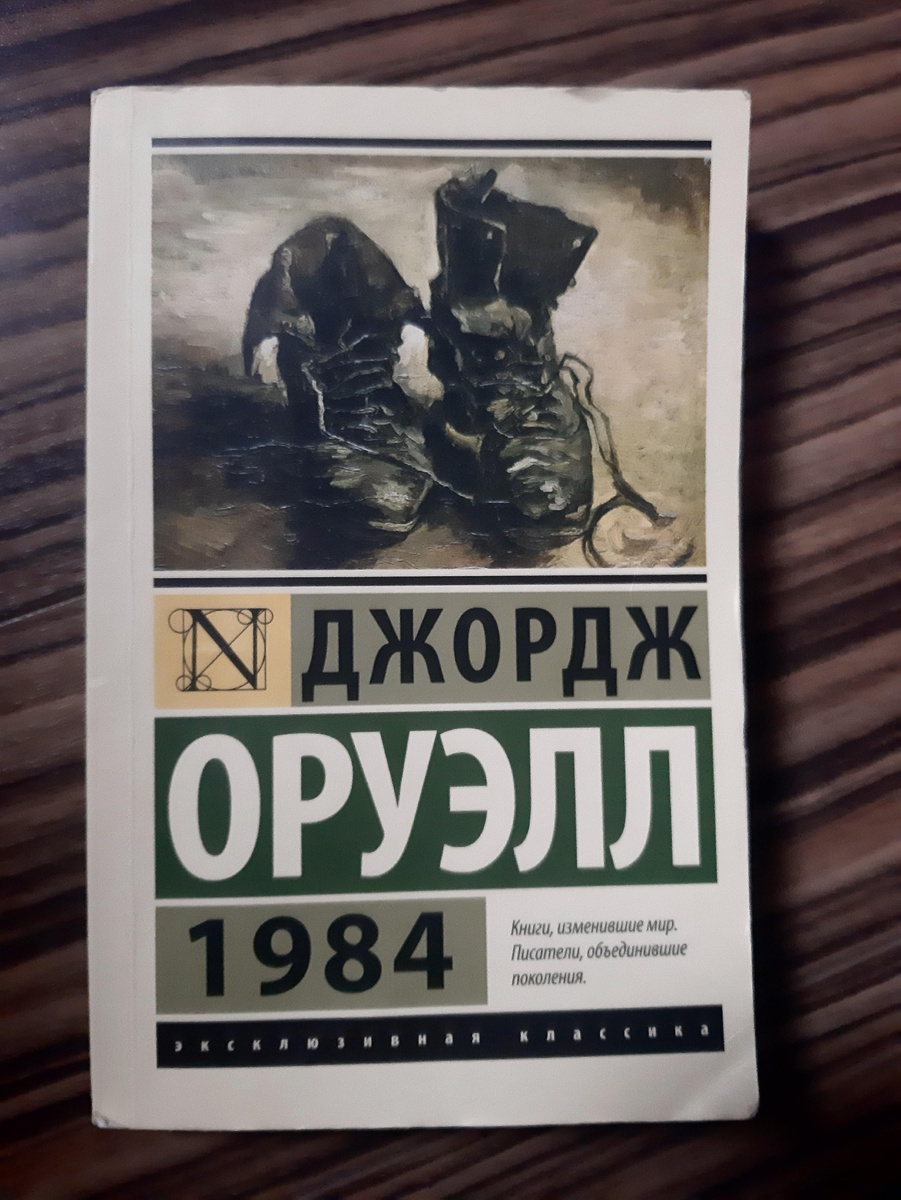 N ДЖОРДЖ
ОРУЭЛЛ
1984
Книги, изменившие мир.
Писатели, объединившие
поколения.
эксклюзивная классика